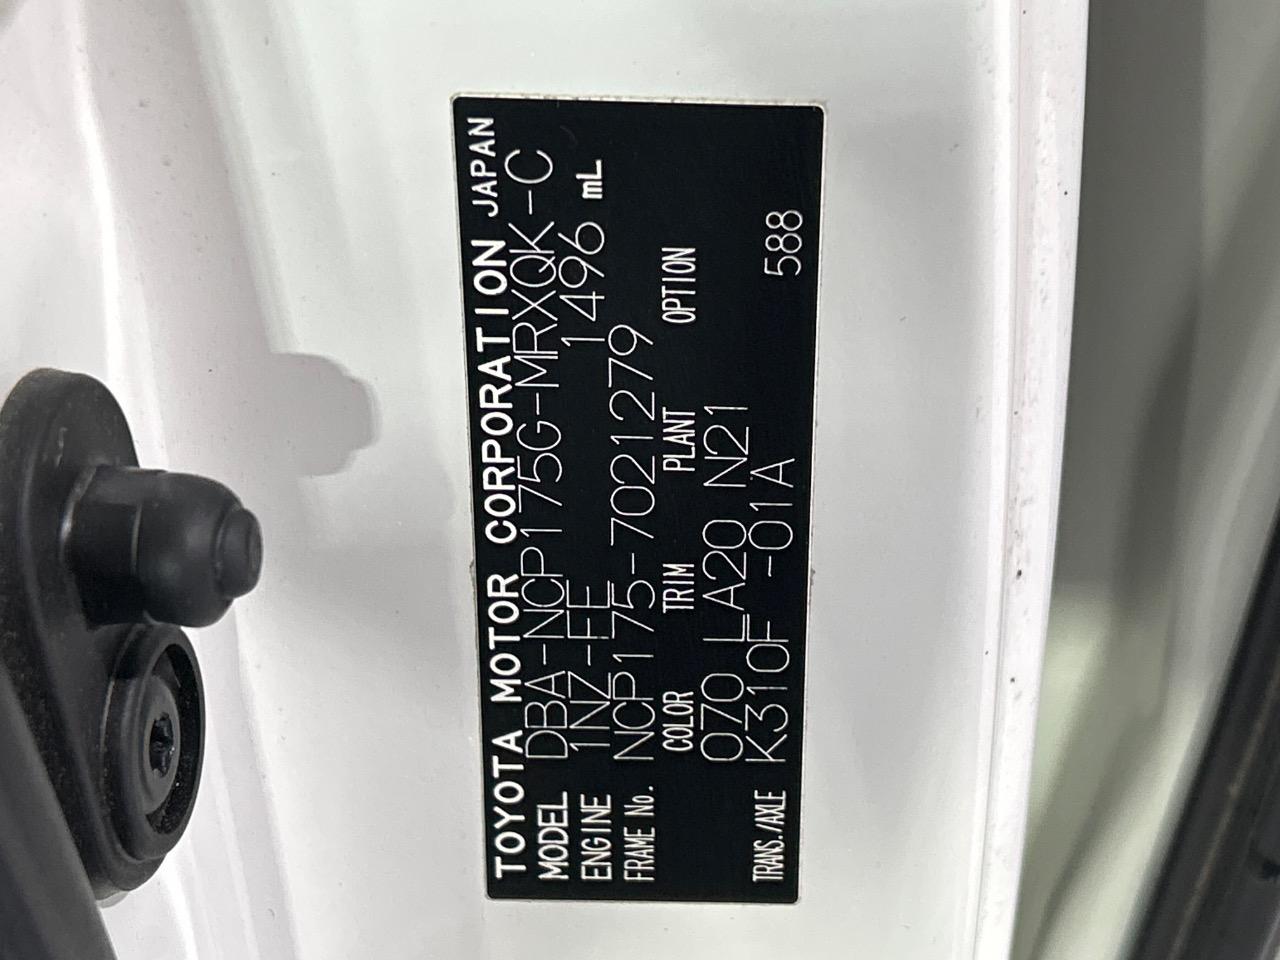 TOYOTA MOTOR CORPORATION JAPAN
MODEL DBA-NCP175G-MRXQK-C
ENGINE 1NZ-FE 1496 mL
FRAME No. NCP175-7021279
COLOR TRIM PLANT OPTION
070 LA20 N21
TRANS./AXLE K310F -01A 588